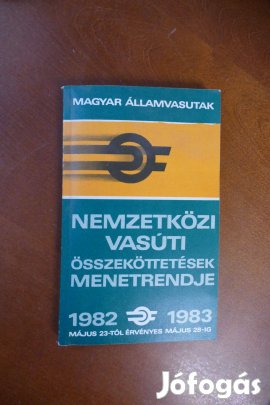 MAGYAR ÁLLAMVASUTAK
NEMZETKÖZI
VASÚTI
ÖSSZEKÖTTETÉSEK
MENETRENDJE
1982 1983
MÁJUS 23-TÓL ÉRVÉNYES MÁJUS 28-IG
Jófogás